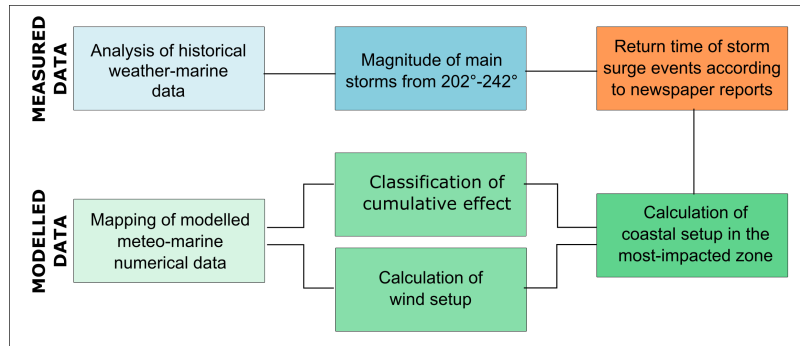 MEASURED
DATA
Analysis of historical
weather-marine
data
Magnitude of main
storms from 202°-242°
Return time of storm
surge events according
to newspaper reports
MODELLED
DATA
Mapping of modelled
meteo-marine
numerical data
Classification of
cumulative effect
Calculation of
wind setup
Calculation of
coastal setup in the
most-impacted zone